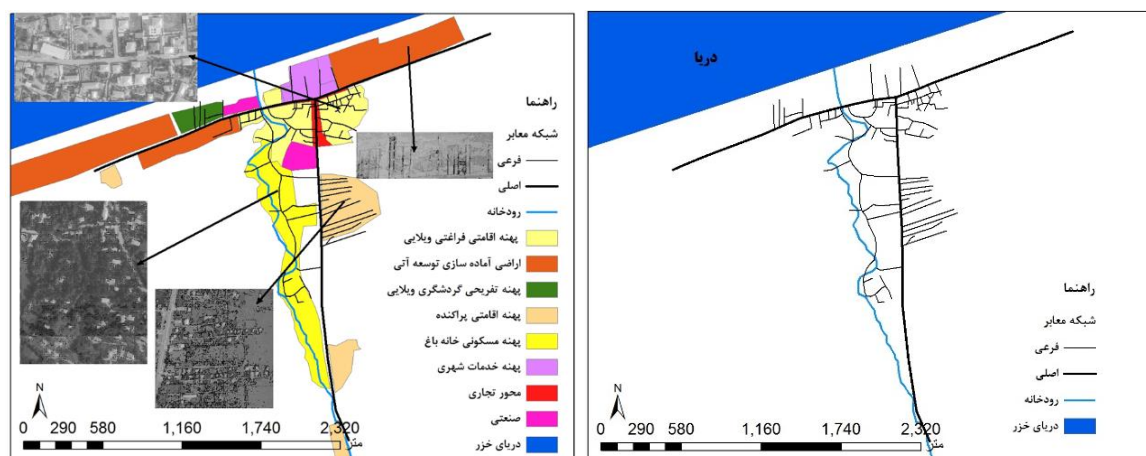 راهنما
شبکه معابر
فرعی
اصلی
رودخانه
پهنه اقامتی فراغتی ویلایی
اراضی آماده سازی توسعه آتی
پهنه تفریحی گردشگری ویلایی
پهنه اقامتی پراکنده
پهنه مسکونی خانه باغ
پهنه خدمات شهری
محور تجاری
صنعتی
دریای خزر
N
0 290 580 1,160 1,740 2,320
متر
دریا
راهنما
شبکه معابر
فرعی
اصلی
رودخانه
دریای خزر
N
0 290 580 1,160 1,740 2,320
متر